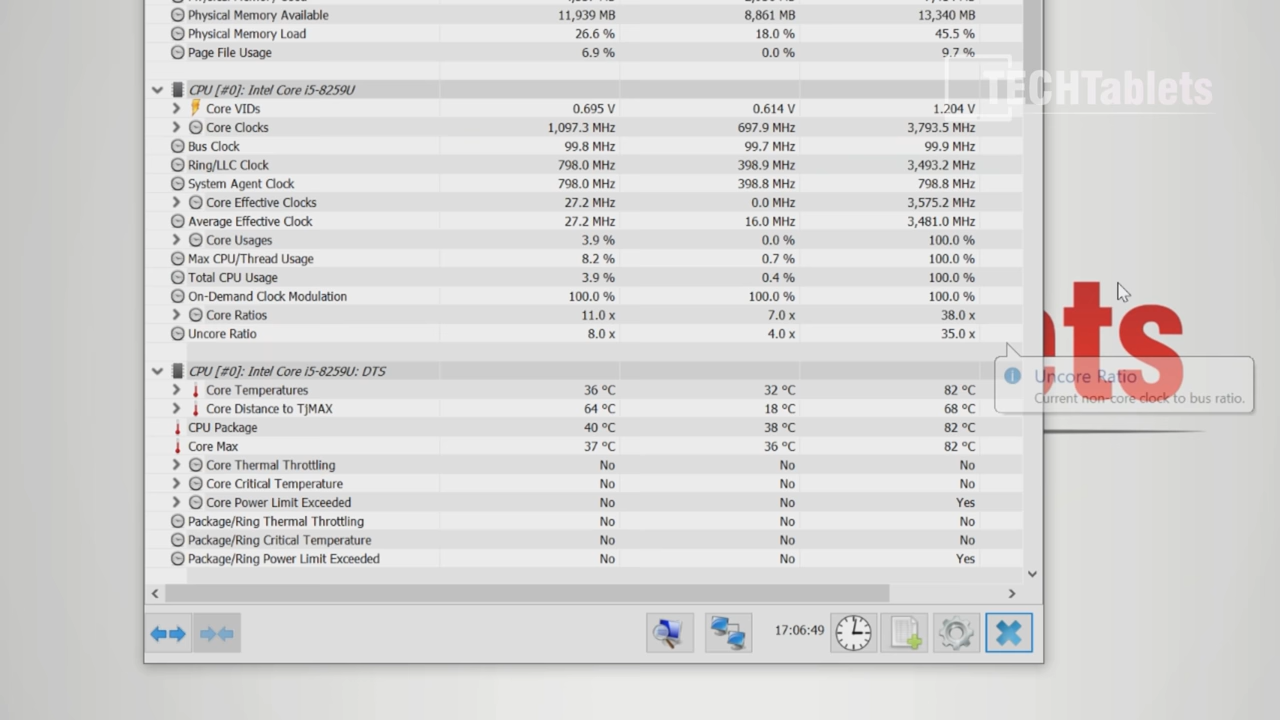 Physical Memory Available 11,939 MB 8,861 MB 13,340 MB
Physical Memory Load 26.6 % 18.0 % 45.5 %
Page File Usage 6.9 % 0.0 % 9.7 %
TECHTablets
CPU [#0]: Intel Core i5-8259U
Core VIDs 0.695 V 0.614 V 1.204 V
Core Clocks 1,097.3 MHz 697.9 MHz 3,793.5 MHz
Bus Clock 99.8 MHz 99.7 MHz 99.9 MHz
Ring/LLC Clock 798.0 MHz 398.9 MHz 3,493.2 MHz
System Agent Clock 798.0 MHz 398.8 MHz 798.8 MHz
Core Effective Clocks 27.2 MHz 0.0 MHz 3,575.2 MHz
Average Effective Clock 27.2 MHz 16.0 MHz 3,481.0 MHz
Core Usages 3.9 % 0.0 % 100.0 %
Max CPU/Thread Usage 8.2 % 0.7 % 100.0 %
Total CPU Usage 3.9 % 0.4 % 100.0 %
On-Demand Clock Modulation 100.0 % 100.0 % 100.0 %
Core Ratios 11.0 x 7.0 x 38.0 x
Uncore Ratio 8.0 x 4.0 x 35.0 x
ets
Uncore Ratio
Current non-core clock to bus ratio.
CPU [#0]: Intel Core i5-8259U: DTS
Core Temperatures 36 °C 32 °C 82 °C
Core Distance to TjMAX 64 °C 18 °C 68 °C
CPU Package 40 °C 38 °C 82 °C
Core Max 37 °C 36 °C 82 °C
Core Thermal Throttling No No No
Core Critical Temperature No No No
Core Power Limit Exceeded No No Yes
Package/Ring Thermal Throttling No No No
Package/Ring Critical Temperature No No No
Package/Ring Power Limit Exceeded No No Yes
17:06:49